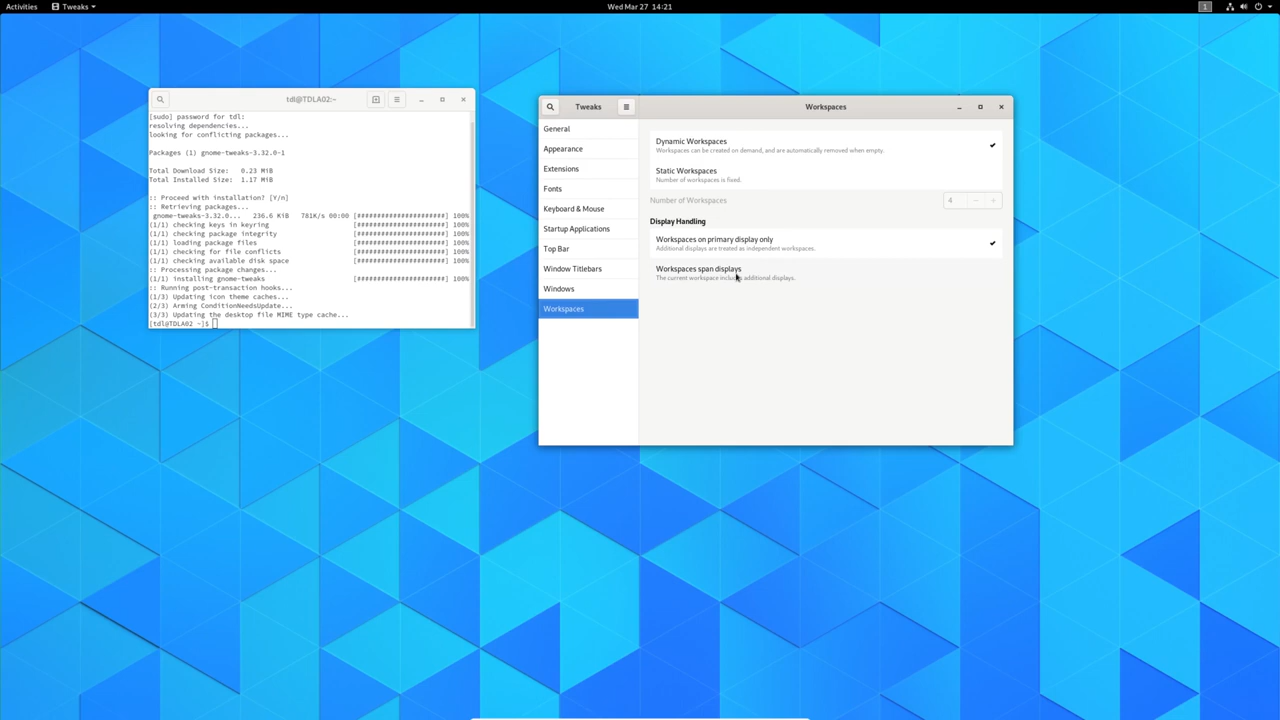 Activities
Tweaks
Wed Mar 27 14:21
1
tdl@TDLA02:~
[sudo] password for tdl:
resolving dependencies...
looking for conflicting packages...
Packages (1) gnome-tweaks-3.32.0-1
Total Download Size: 0.23 MiB
Total Installed Size: 1.17 MiB
:: Proceed with installation? [Y/n]
:: Retrieving packages...
gnome-tweaks-3.32.0... 236.6 KiB 781K/s 00:00 [######################] 100%
(1/1) checking keys in keyring [######################] 100%
(1/1) checking package integrity [######################] 100%
(1/1) loading package files [######################] 100%
(1/1) checking for file conflicts [######################] 100%
(1/1) checking available disk space [######################] 100%
:: Processing package changes...
(1/1) installing gnome-tweaks [######################] 100%
:: Running post-transaction hooks...
(1/3) Updating icon theme caches...
(2/3) Arming ConditionNeedsUpdate...
(3/3) Updating the desktop file MIME type cache...
[tdl@TDLA02 ~]$
Tweaks
General
Appearance
Extensions
Fonts
Keyboard & Mouse
Startup Applications
Top Bar
Window Titlebars
Windows
Workspaces
Workspaces
Dynamic Workspaces
Workspaces can be created on demand, and are automatically removed when empty.
Static Workspaces
Number of workspaces is fixed.
Number of Workspaces 4
Display Handling
Workspaces on primary display only
Additional displays are treated as independent workspaces.
Workspaces span displays
The current workspace includes additional displays.